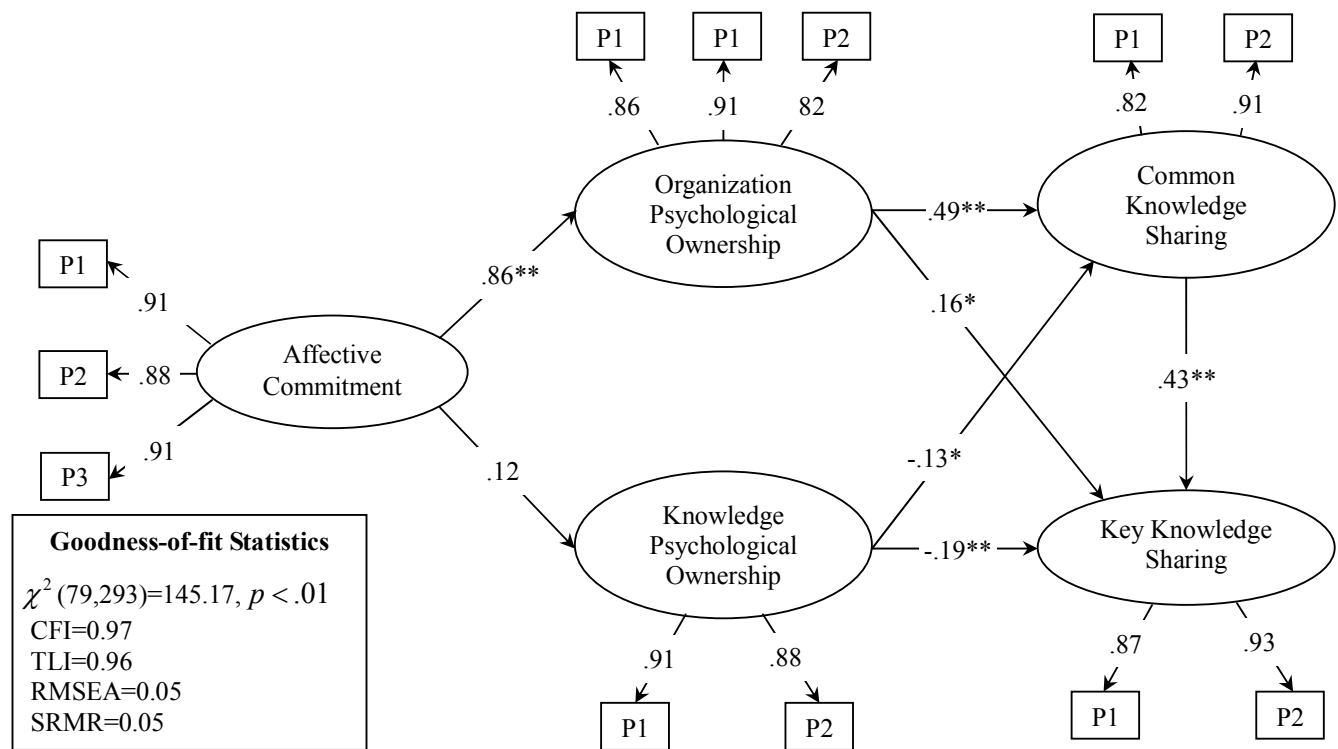 P1
P1
P2
P1
P2
.86
.91
82
.82
.91
Organization
Psychological
Ownership
Common
Knowledge
Sharing
.49**
P1
P2
P3
.91
.88
.91
Affective
Commitment
.86**
.12
.16*
-.13*
.43**
Knowledge
Psychological
Ownership
-.19**
Key Knowledge
Sharing
.91
.88
.87
.93
P1
P2
P1
P2
Goodness-of-fit Statistics
χ² (79,293)=145.17, p < .01
CFI=0.97
TLI=0.96
RMSEA=0.05
SRMR=0.05